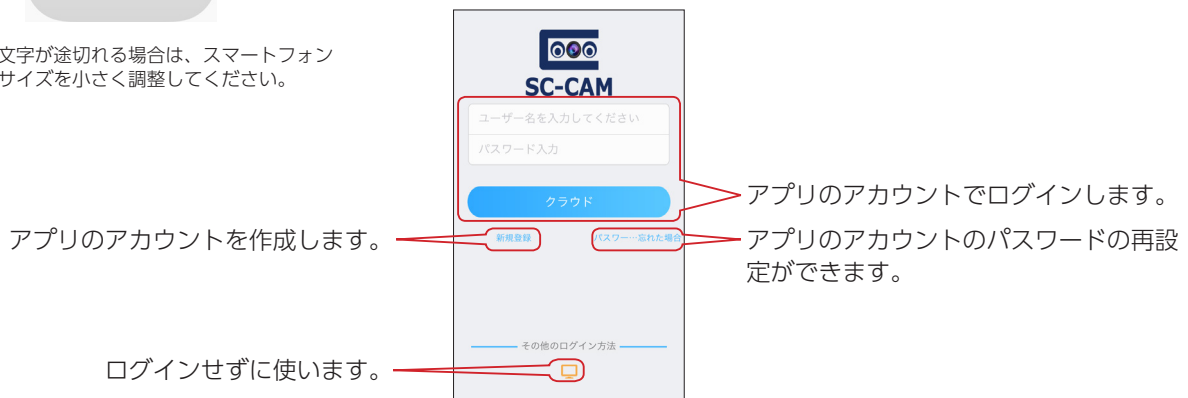 文字が途切れる場合は、スマートフォン
サイズを小さく調整してください。
SC-CAM
ユーザー名を入力してください
パスワード入力
クラウド
アプリのアカウントでログインします。
アプリのアカウントを作成します。
新規登録
パスワー…忘れた場合
アプリのアカウントのパスワードの再設
定ができます。
その他のログイン方法
ログインせずに使います。